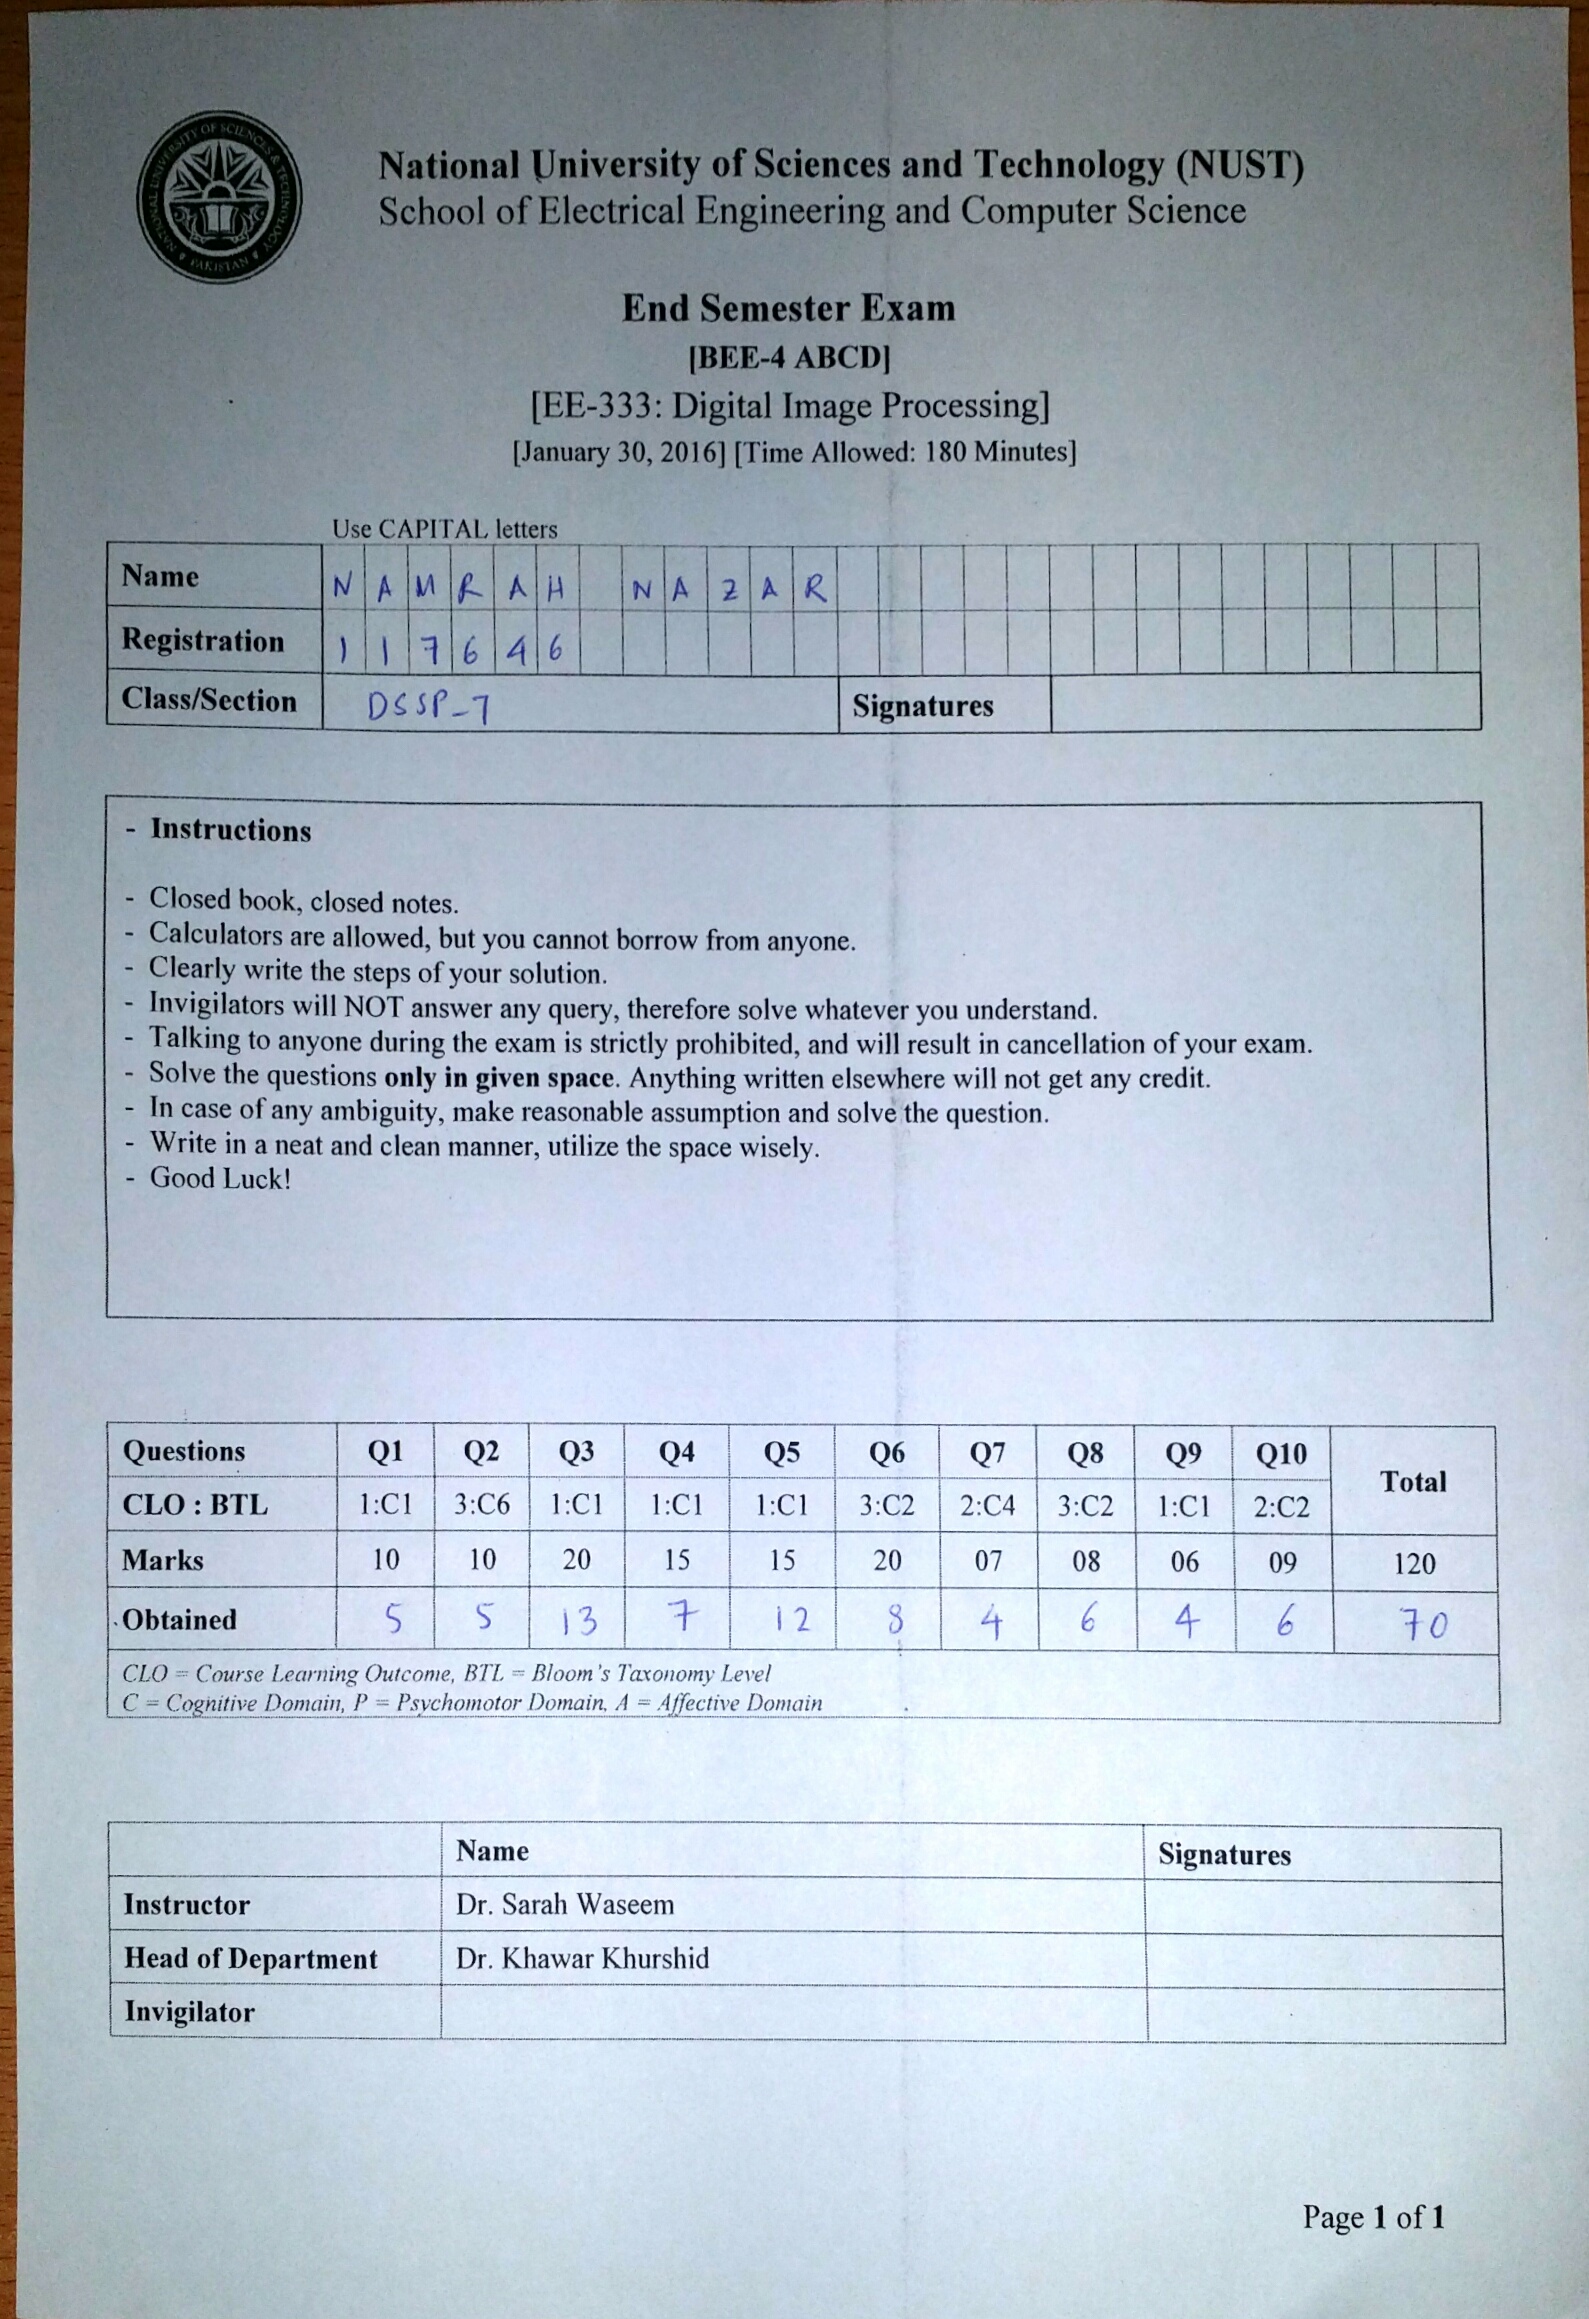 NATIONAL UNIVERSITY OF SCIENCES & TECHNOLOGY
PAKISTAN
National University of Sciences and Technology (NUST)
School of Electrical Engineering and Computer Science
End Semester Exam
[BEE-4 ABCD]
[EE-333: Digital Image Processing]
[January 30, 2016] [Time Allowed: 180 Minutes]
Use CAPITAL letters
Name NAMRAH NAZAR
Registration 117646
Class/Section DSSP-7 Signatures
- Instructions
- Closed book, closed notes.
- Calculators are allowed, but you cannot borrow from anyone.
- Clearly write the steps of your solution.
- Invigilators will NOT answer any query, therefore solve whatever you understand.
- Talking to anyone during the exam is strictly prohibited, and will result in cancellation of your exam.
- Solve the questions only in given space. Anything written elsewhere will not get any credit.
- In case of any ambiguity, make reasonable assumption and solve the question.
- Write in a neat and clean manner, utilize the space wisely.
- Good Luck!
Questions Q1 Q2 Q3 Q4 Q5 Q6 Q7 Q8 Q9 Q10 Total
CLO : BTL 1:C1 3:C6 1:C1 1:C1 1:C1 3:C2 2:C4 3:C2 1:C1 2:C2
Marks 10 10 20 15 15 20 07 08 06 09 120
Obtained 5 5 13 7 12 8 4 6 4 6 70
CLO = Course Learning Outcome, BTL = Bloom's Taxonomy Level
C = Cognitive Domain, P = Psychomotor Domain, A = Affective Domain
Name Signatures
Instructor Dr. Sarah Waseem
Head of Department Dr. Khawar Khurshid
Invigilator
Page 1 of 1